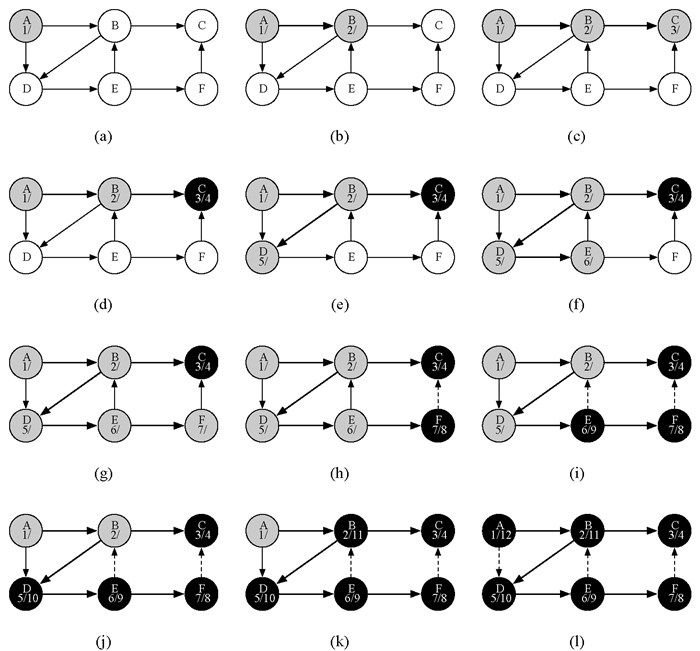 A B C
1/
D E F
(a)
A B C
1/ 2/
D E F
(b)
A B C
1/ 2/ 3/
D E F
(c)
A B C
1/ 2/ 3/4
D E F
(d)
A B C
1/ 2/ 3/4
D E F
5/
(e)
A B C
1/ 2/ 3/4
D E F
5/ 6/
(f)
A B C
1/ 2/ 3/4
D E F
5/ 6/ 7/
(g)
A B C
1/ 2/ 3/4
D E F
5/ 6/ 7/8
(h)
A B C
1/ 2/ 3/4
D E F
5/ 6/9 7/8
(i)
A B C
1/ 2/ 3/4
D E F
5/10 6/9 7/8
(j)
A B C
1/ 2/11 3/4
D E F
5/10 6/9 7/8
(k)
A B C
1/12 2/11 3/4
D E F
5/10 6/9 7/8
(l)